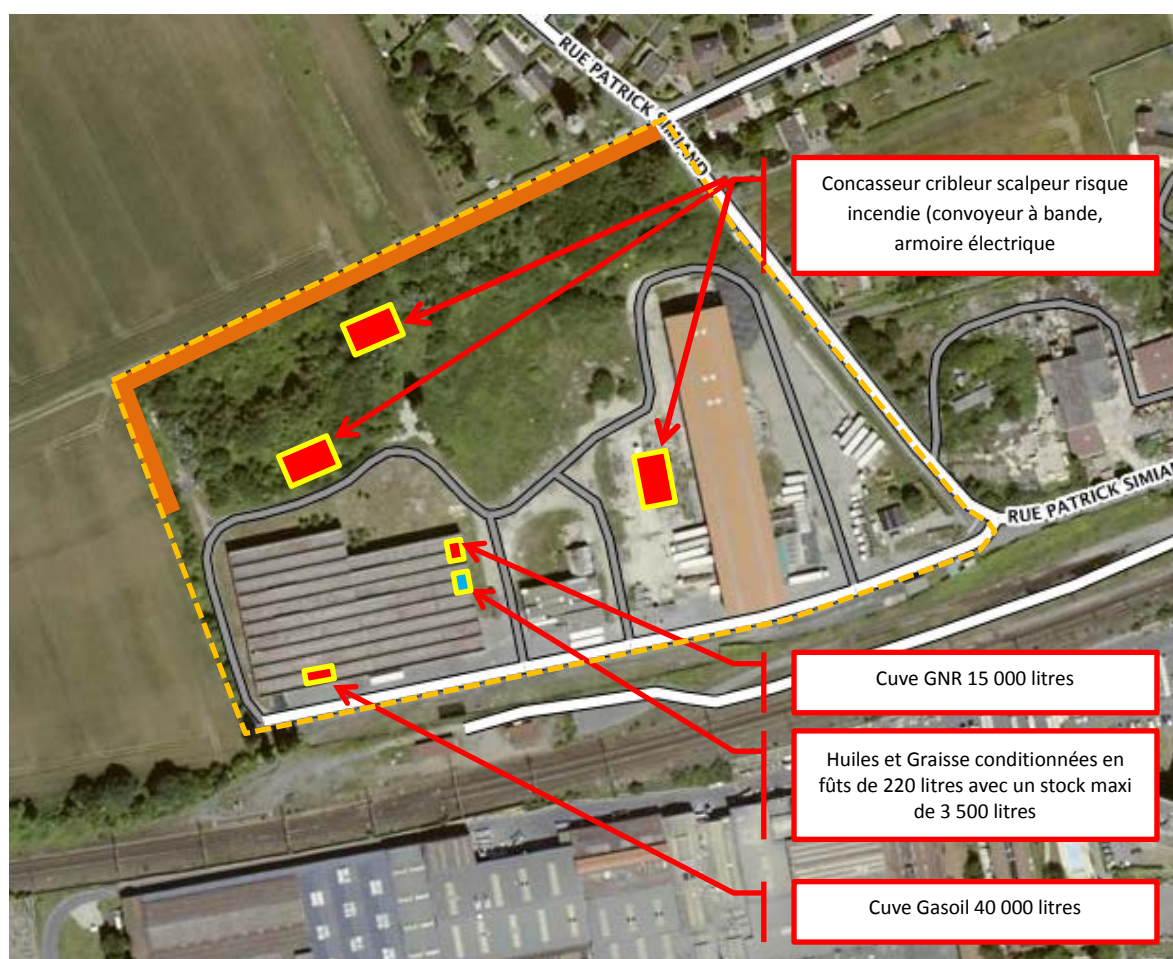 RUE PATRICK SIMIAND
Concasseur cribleur scalpeur risque
incendie (convoyeur à bande,
armoire électrique
RUE PATRICK SIMIA
Cuve GNR 15 000 litres
Huiles et Graisse conditionnées en
fûts de 220 litres avec un stock maxi
de 3 500 litres
Cuve Gasoil 40 000 litres